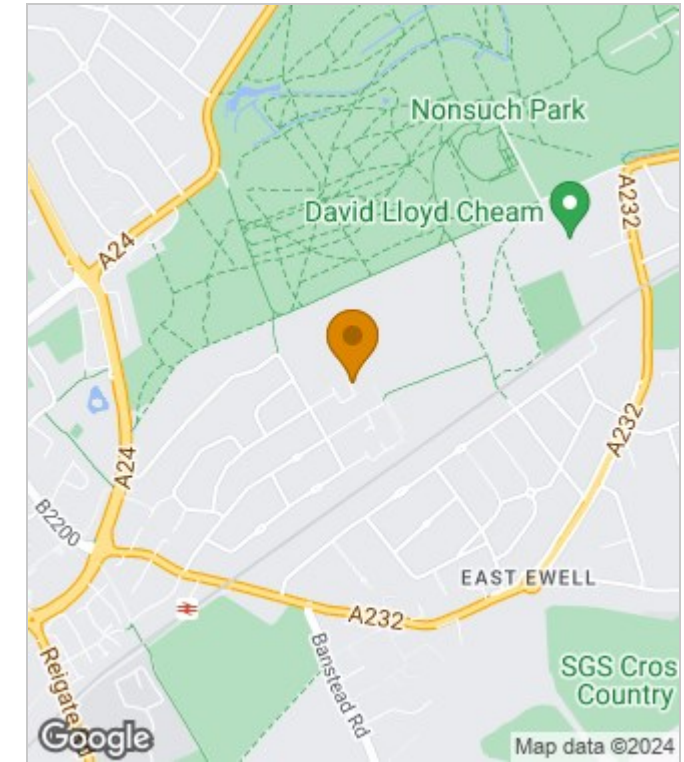 Nonsuch Park
David Lloyd Cheam
A232
A24
A24
A232
B2200
EAST EWELL
A232
Banstead Rd
Reigate
SGS Cros
Country
Google
Map data ©2024